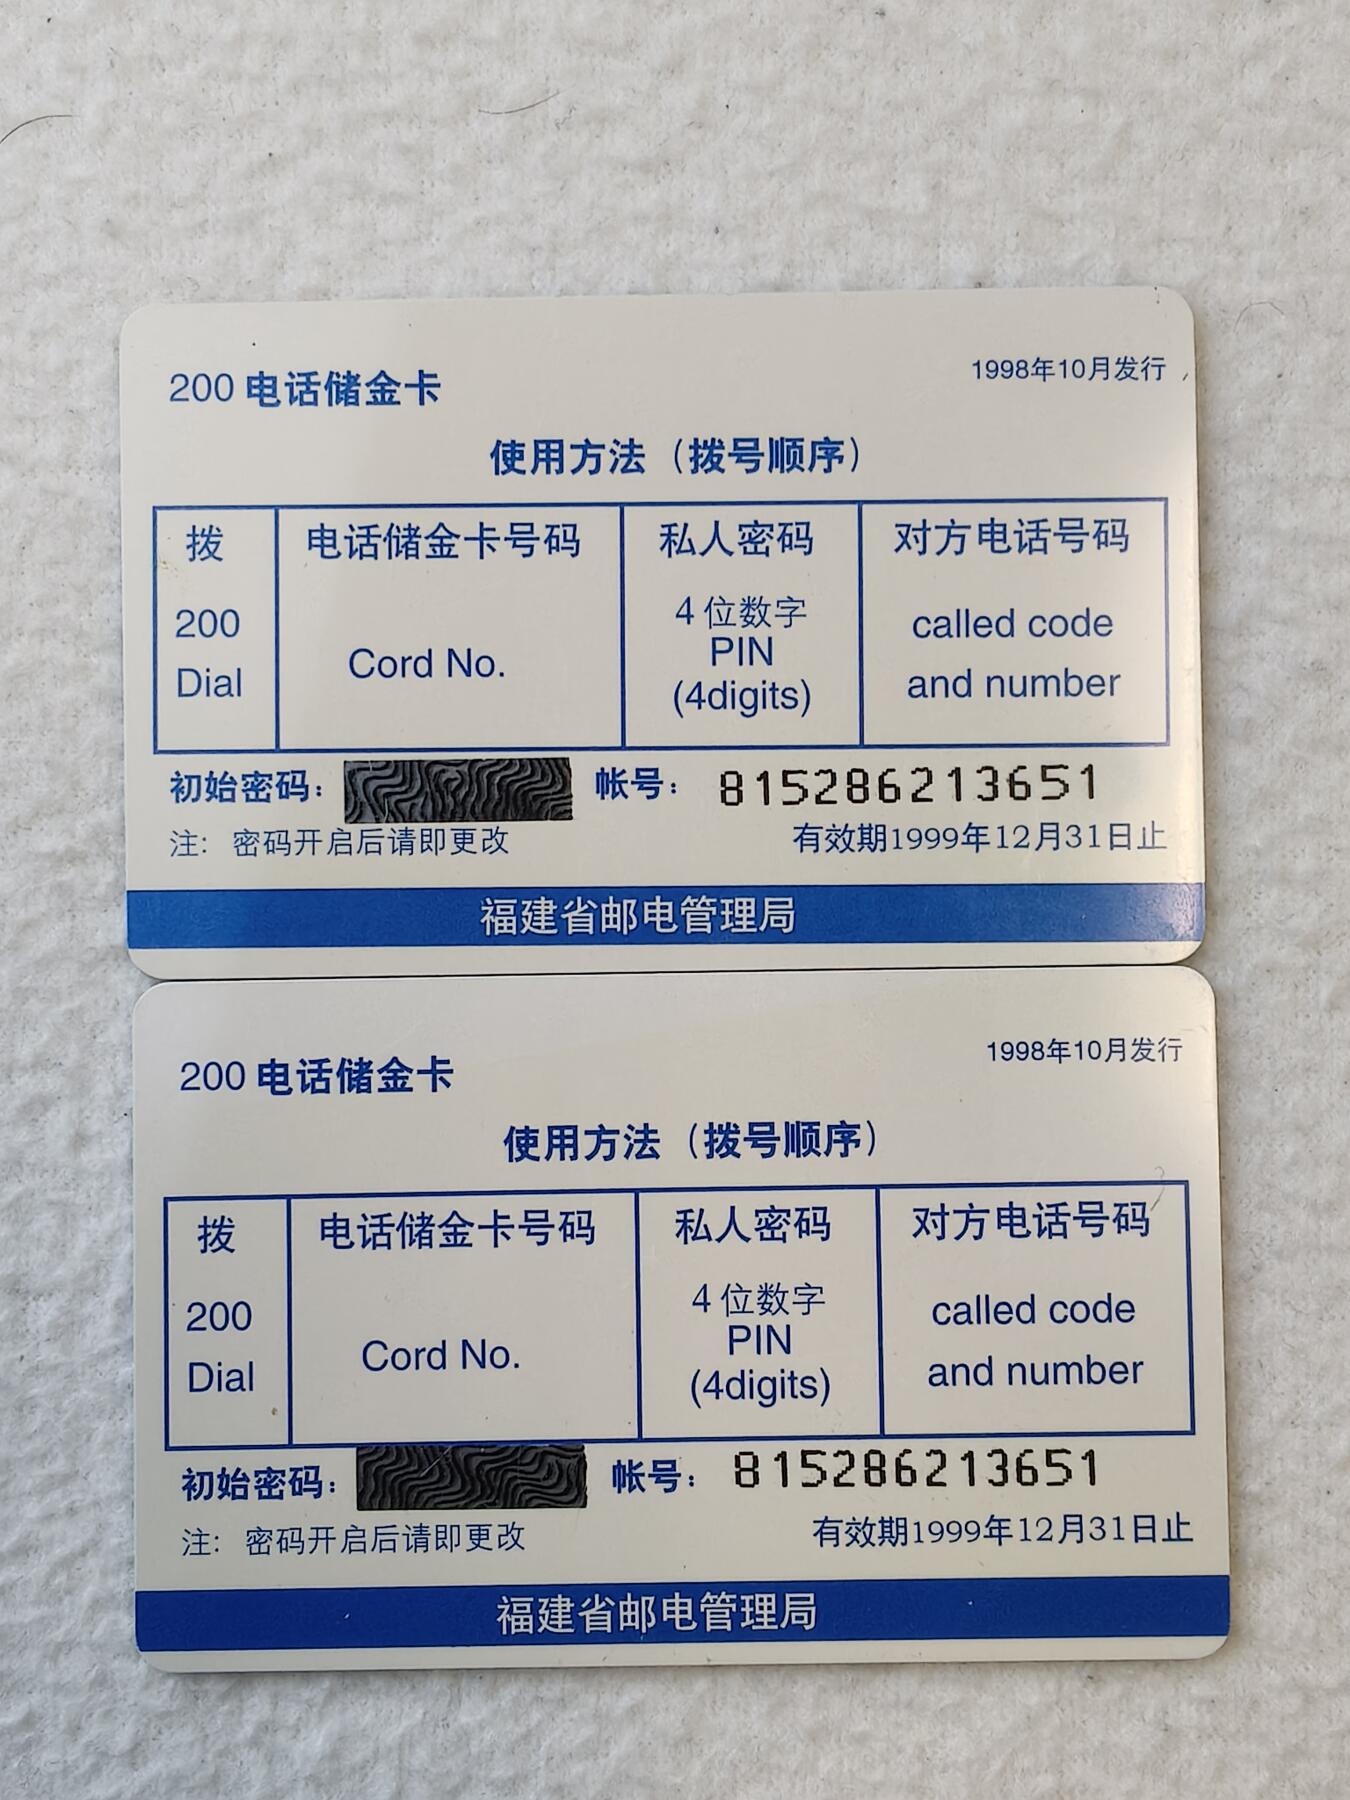 200 电话储金卡
1998年10月发行
使用方法（拨号顺序）
拨 电话储金卡号码 私人密码 对方电话号码
200 Dial
Cord No.
4 位数字
PIN
(4digits)
called code
and number
初始密码： 帐号： 815286213651
注: 密码开启后请即更改 有效期1999年12月31日止
福建省邮电管理局
200 电话储金卡
1998年10月发行
使用方法（拨号顺序）
拨 电话储金卡号码 私人密码 对方电话号码
200 Dial
Cord No.
4 位数字
PIN
(4digits)
called code
and number
初始密码： 帐号： 815286213651
注: 密码开启后请即更改 有效期1999年12月31日止
福建省邮电管理局